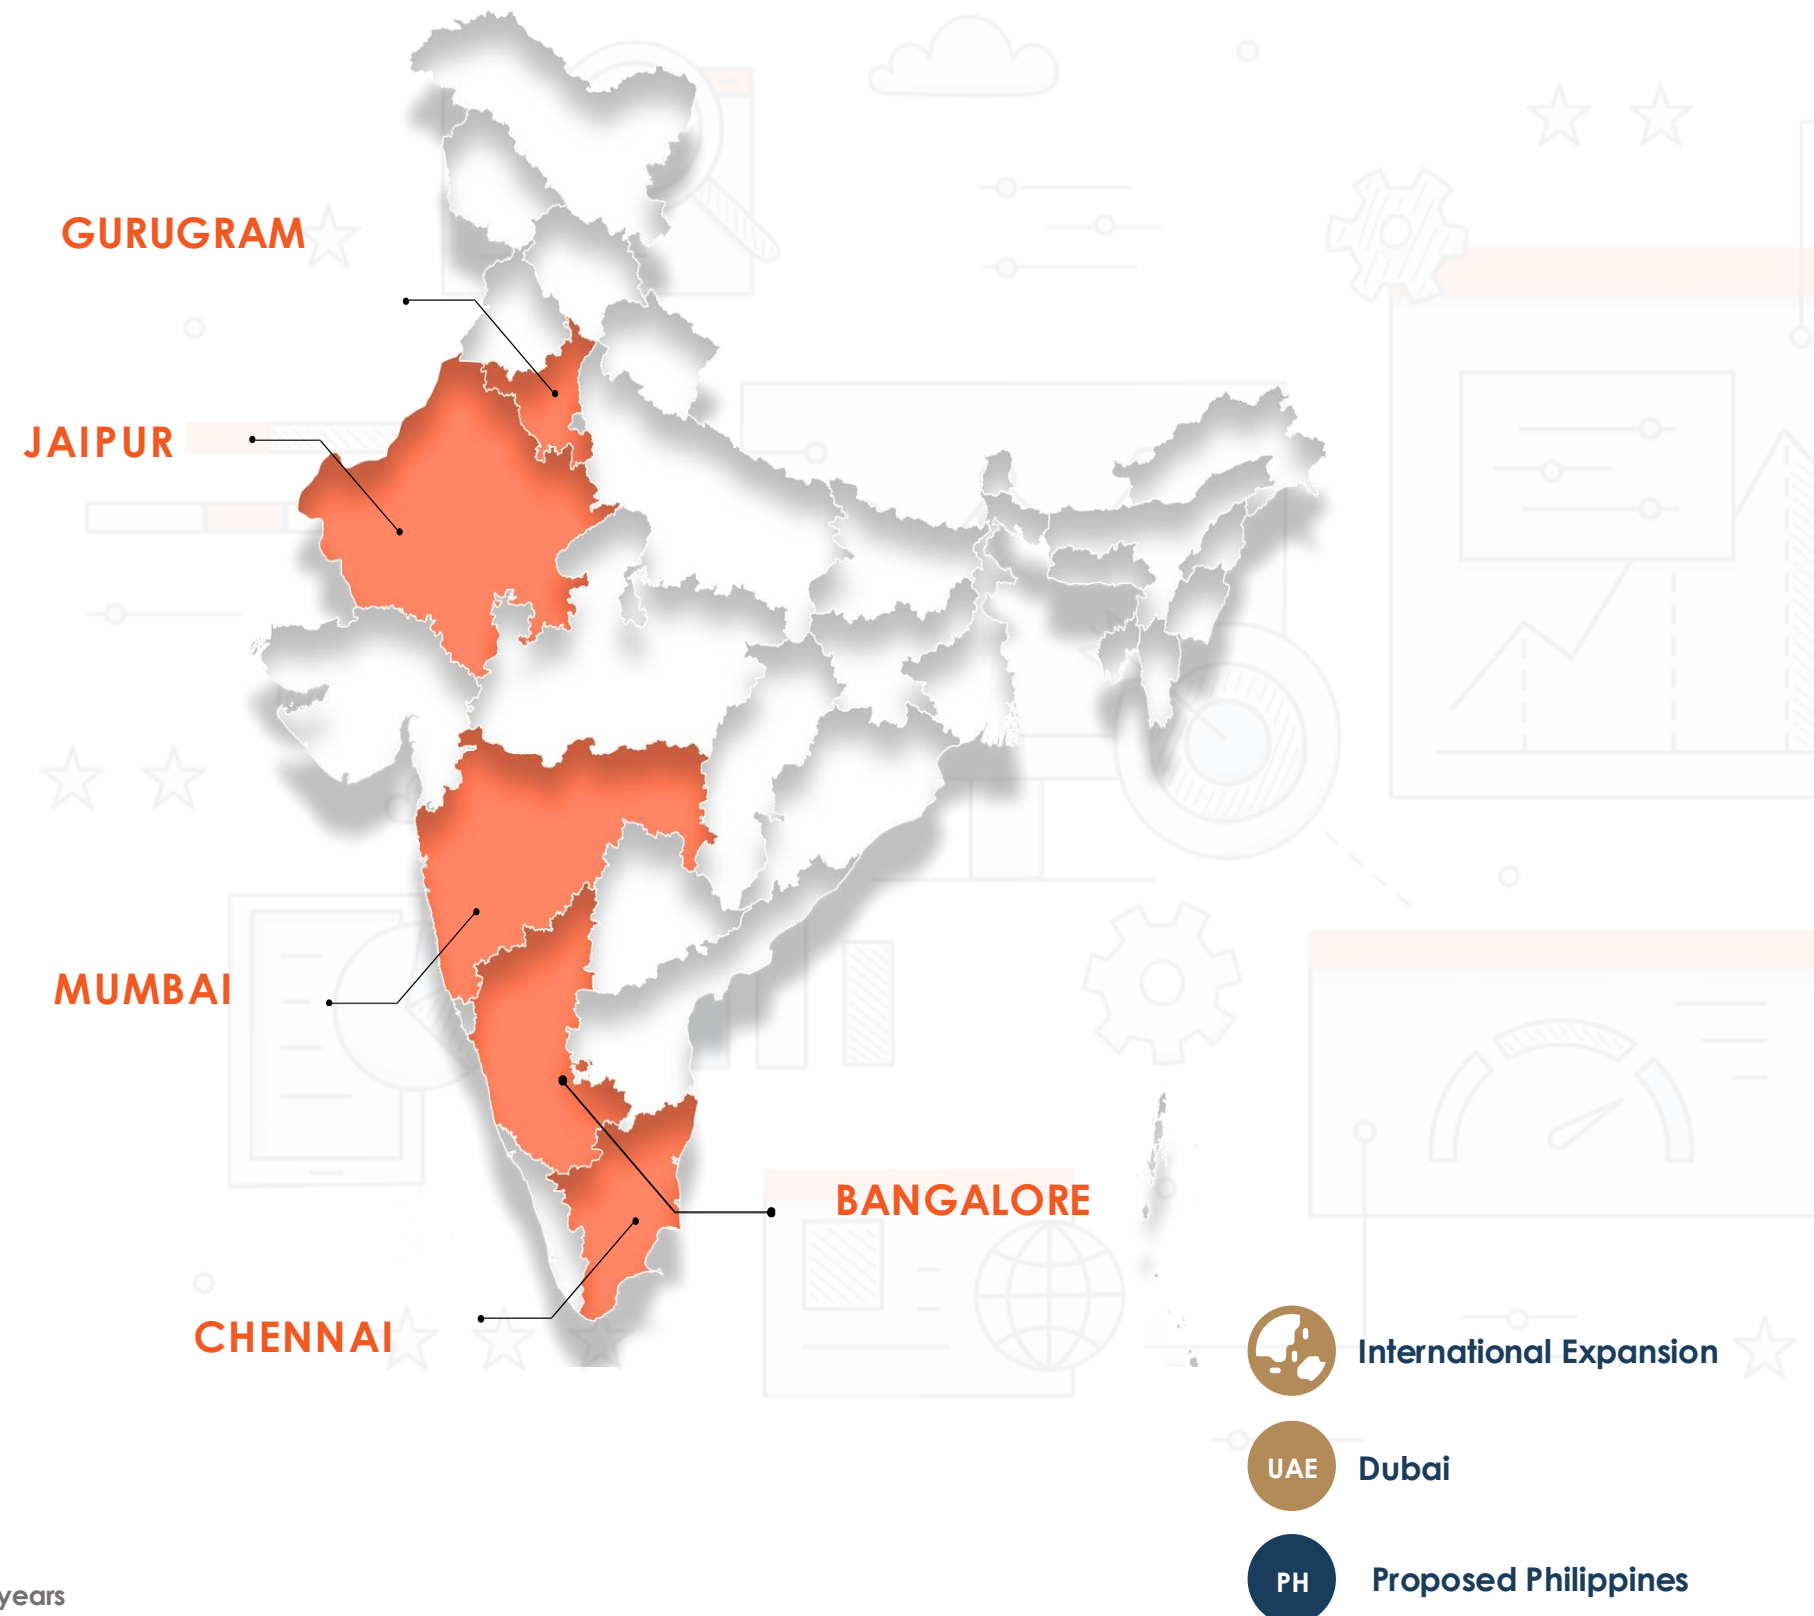 GURUGRAM
JAIPUR
MUMBAI
BANGALORE
CHENNAI
International Expansion
UAE Dubai
PH Proposed Philippines
years